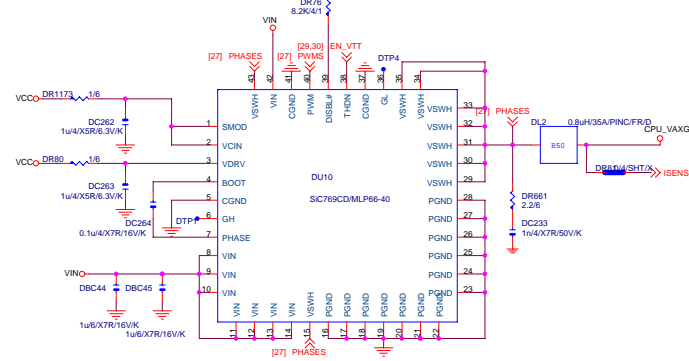 DR76
8.2K/4/1
VIN
[27] PHASES
[27] PWMS
[29,30] EN_VTT
DTP4
43
42
41
40
39
38
37
36
35
34
VSWH
VIN
CGND
PWM
DISBL#
THDN
CGND
GL
VSWH
VSWH
VCC
DR1173
1/6
DC262
1u/4/X5R/6.3V/K
VCC
DR80
1/6
DC263
1u/4/X5R/6.3V/K
DC264
0.1u/4/X7R/16V/K
DTP1
VIN
DBC44
DBC45
1u/6/X7R/16V/K
1u/6/X7R/16V/K
1 SMOD
2 VCIN
3 VDRV
4 BOOT
5 CGND
6 GH
7 PHASE
8 VIN
9 VIN
10 VIN
DU10
SiC769CD/MLP66-40
VSWH 33
VSWH 32
VSWH 31
VSWH 30
VSWH 29
PGND 28
PGND 27
PGND 26
PGND 25
PGND 24
PGND 23
VIN
VIN
VIN
VIN
VSWH
PGND
PGND
PGND
PGND
PGND
PGND
PGND
11
12
13
14
15
16
17
18
19
20
21
22
[27] PHASES
[27] PHASES
DL2
0.8uH/35A/PINC/FR/D
R50
CPU_VAXG
DR81
0/4/SHT/X
ISENS
DR661
2.2/6
DC233
1n/4/X7R/50V/K